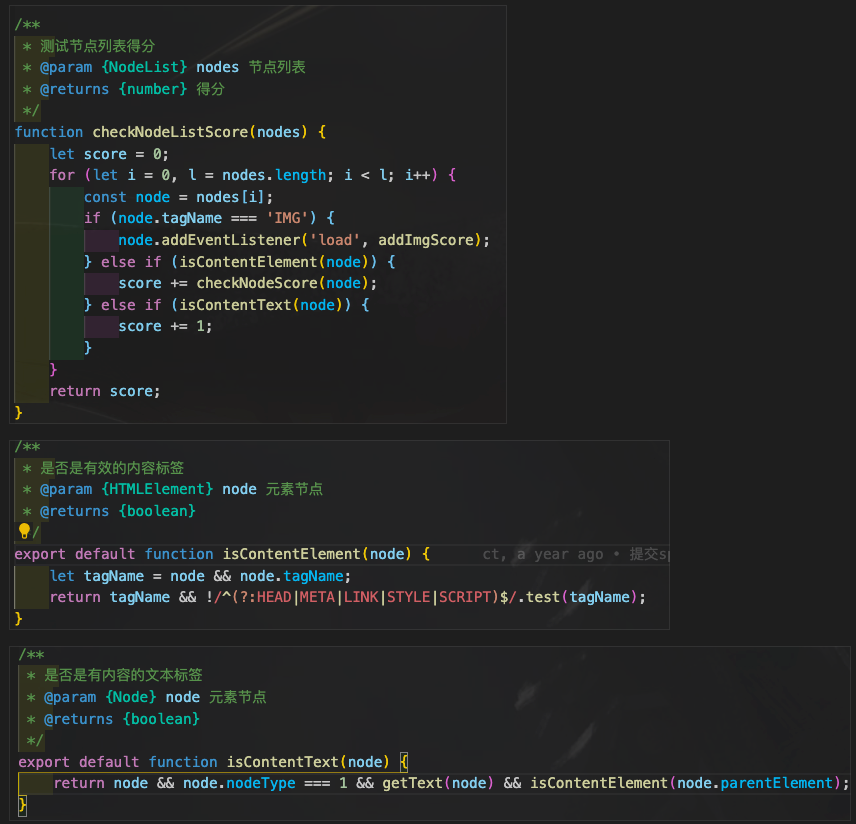 /**
 * 测试节点列表得分
 * @param {NodeList} nodes 节点列表
 * @returns {number} 得分
 */
function checkNodeListScore(nodes) {
    let score = 0;
    for (let i = 0, l = nodes.length; i < l; i++) {
        const node = nodes[i];
        if (node.tagName === 'IMG') {
            node.addEventListener('load', addImgScore);
        } else if (isContentElement(node)) {
            score += checkNodeScore(node);
        } else if (isContentText(node)) {
            score += 1;
        }
    }
    return score;
}
/**
 * 是否是有效的内容标签
 * @param {HTMLElement} node 元素节点
 * @returns {boolean}
 /
export default function isContentElement(node) {      ct, a year ago • 提交
    let tagName = node && node.tagName;
    return tagName && !/^(?:HEAD|META|LINK|STYLE|SCRIPT)$/.test(tagName);
}
/**
 * 是否是有内容的文本标签
 * @param {Node} node 元素节点
 * @returns {boolean}
 */
export default function isContentText(node) {
    return node && node.nodeType === 1 && getText(node) && isContentElement(node.parentElement);
}